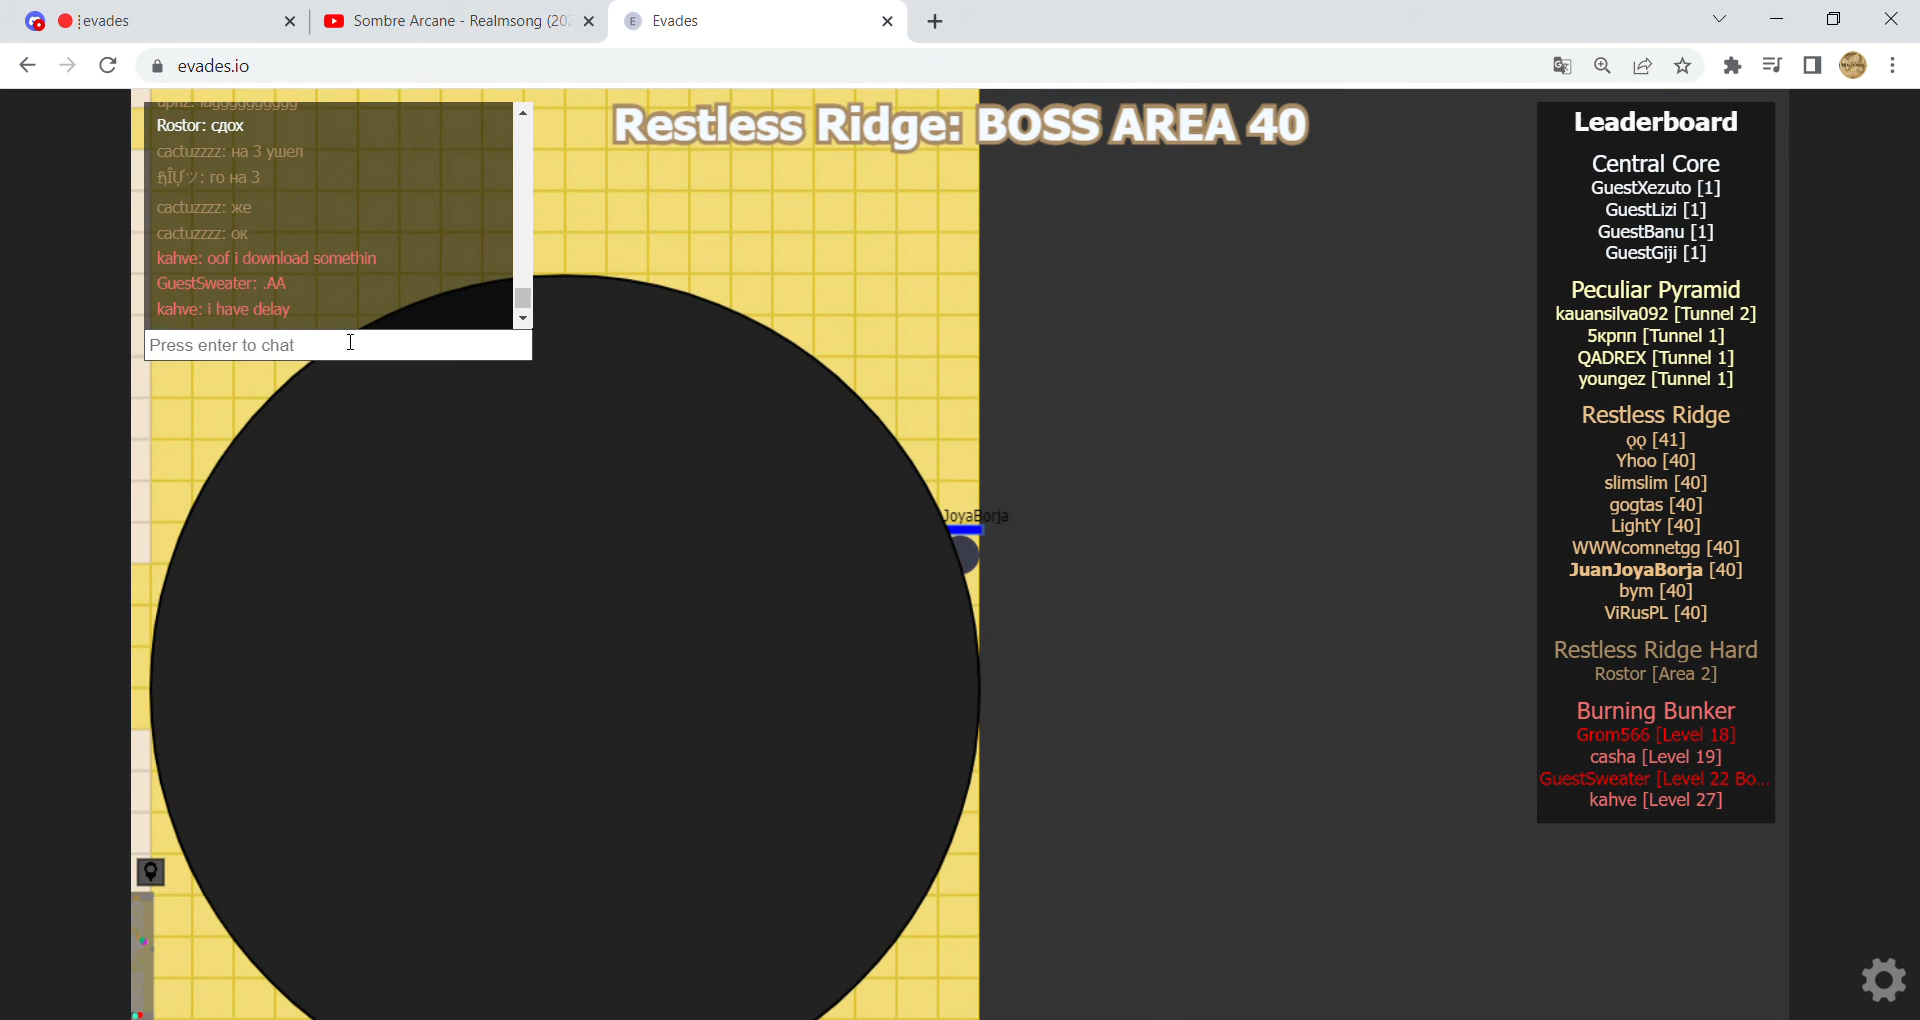 evades
Sombre Arcane - Realmsong (202
Evades
evades.io
Restless Ridge: BOSS AREA 40
Rostor: сдох
cactuzzzz: на 3 ушел
го на 3
cactuzzzz: же
cactuzzzz: ок
kahve: oof i download somethin
GuestSweater: .AA
kahve: i have delay
Press enter to chat
JoyaBorja
Leaderboard
Central Core
GuestXezuto [1]
GuestLizi [1]
GuestBanu [1]
GuestGiji [1]
Peculiar Pyramid
kauansilva092 [Tunnel 2]
5крпп [Tunnel 1]
QADREX [Tunnel 1]
youngez [Tunnel 1]
Restless Ridge
ǫǫ [41]
Yhoo [40]
slimslim [40]
gogtas [40]
LightY [40]
WWWcomnetgg [40]
JuanJoyaBorja [40]
bym [40]
ViRusPL [40]
Restless Ridge Hard
Rostor [Area 2]
Burning Bunker
Grom566 [Level 18]
casha [Level 19]
GuestSweater [Level 22 Bo...
kahve [Level 27]